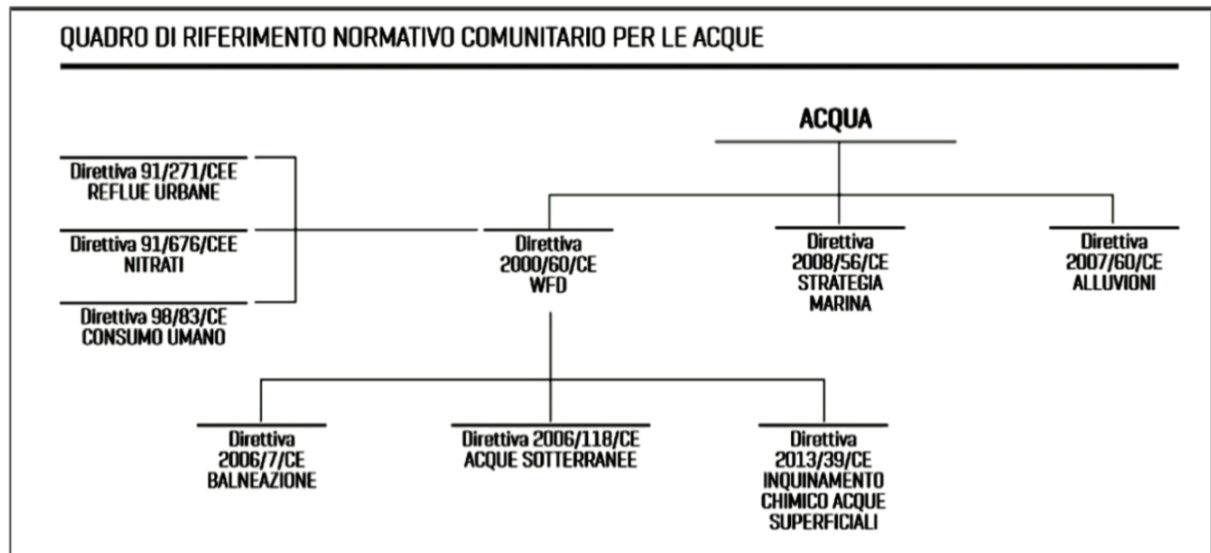 QUADRO DI RIFERIMENTO NORMATIVO COMUNITARIO PER LE ACQUE
ACQUA
Direttiva 91/271/CEE
REFLUE URBANE
Direttiva 91/676/CEE
NITRATI
Direttiva 98/83/CE
CONSUMO UMANO
Direttiva
2000/60/CE
WFD
Direttiva
2008/56/CE
STRATEGIA
MARINA
Direttiva
2007/60/CE
ALLUVIONI
Direttiva
2006/7/CE
BALNEAZIONE
Direttiva 2006/118/CE
ACQUE SOTTERRANEE
Direttiva
2013/39/CE
INQUINAMENTO
CHIMICO ACQUE
SUPERFICIALI